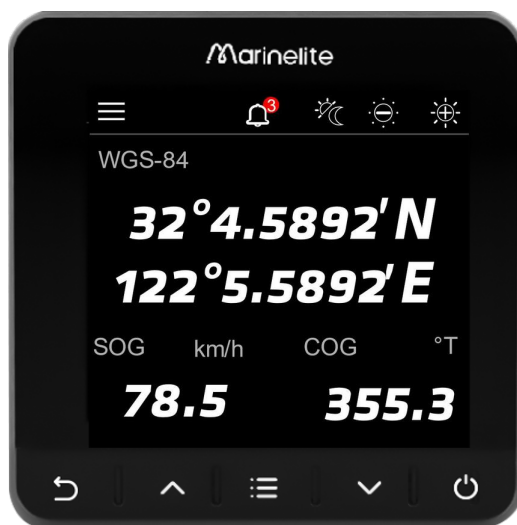 Marinelite
3
WGS-84
32°4.5892'N
122°5.5892'E
SOG km/h COG °T
78.5 355.3